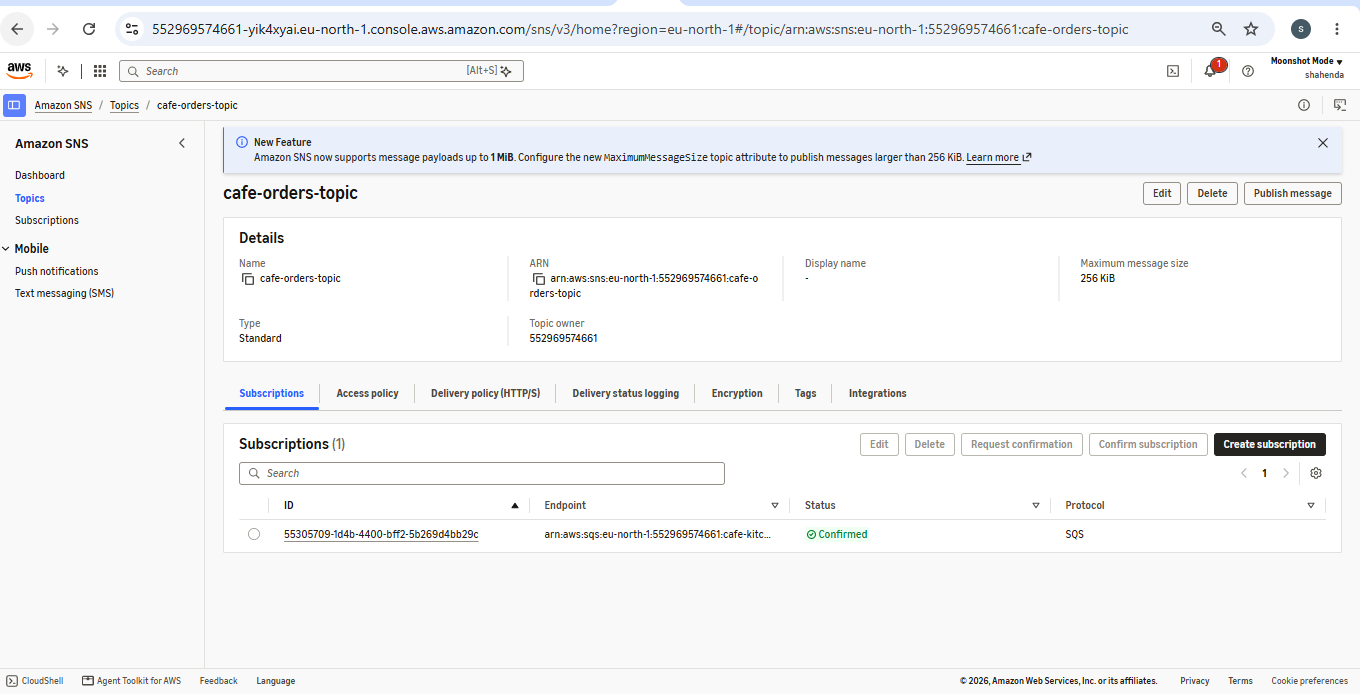 552969574661-yik4xyai.eu-north-1.console.aws.amazon.com/sns/v3/home?region=eu-north-1#/topic/arn:aws:sns:eu-north-1:552969574661:cafe-orders-topic
S
aws
Search
[Alt+S]
1
Moonshot Mode
shahenda
Amazon SNS / Topics / cafe-orders-topic
Amazon SNS
Dashboard
Topics
Subscriptions
Mobile
Push notifications
Text messaging (SMS)
New Feature
Amazon SNS now supports message payloads up to 1 MiB. Configure the new MaximumMessageSize topic attribute to publish messages larger than 256 KiB. Learn more
cafe-orders-topic
Edit
Delete
Publish message
Details
Name
cafe-orders-topic
ARN
arn:aws:sns:eu-north-1:552969574661:cafe-o
rders-topic
Display name
-
Maximum message size
256 KiB
Type
Standard
Topic owner
552969574661
Subscriptions
Access policy
Delivery policy (HTTP/S)
Delivery status logging
Encryption
Tags
Integrations
Subscriptions (1)
Edit
Delete
Request confirmation
Confirm subscription
Create subscription
Search
1
ID
Endpoint
Status
Protocol
55305709-1d4b-4400-bff2-5b269d4bb29c
arn:aws:sqs:eu-north-1:552969574661:cafe-kitc...
Confirmed
SQS
CloudShell
Agent Toolkit for AWS
Feedback
Language
© 2026, Amazon Web Services, Inc. or its affiliates.
Privacy
Terms
Cookie preferences